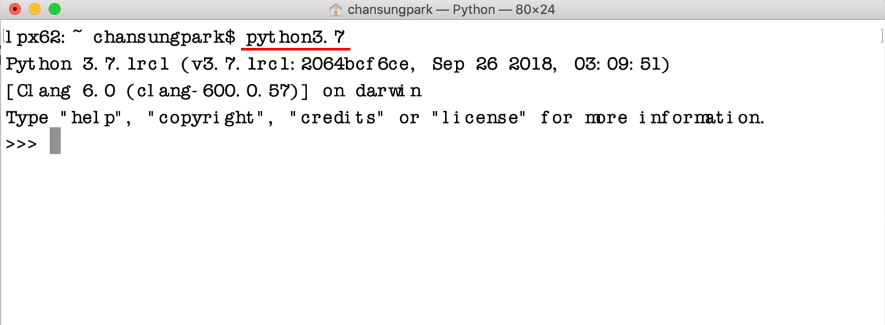 chansungpark — Python — 80×24
lpx62:~ chansungpark$ python3.7
Python 3.7.1rc1 (v3.7.1rc1:2064bcf6ce, Sep 26 2018, 03:09:51)
[Clang 6.0 (clang-600.0.57)] on darwin
Type "help", "copyright", "credits" or "license" for more information.
>>>